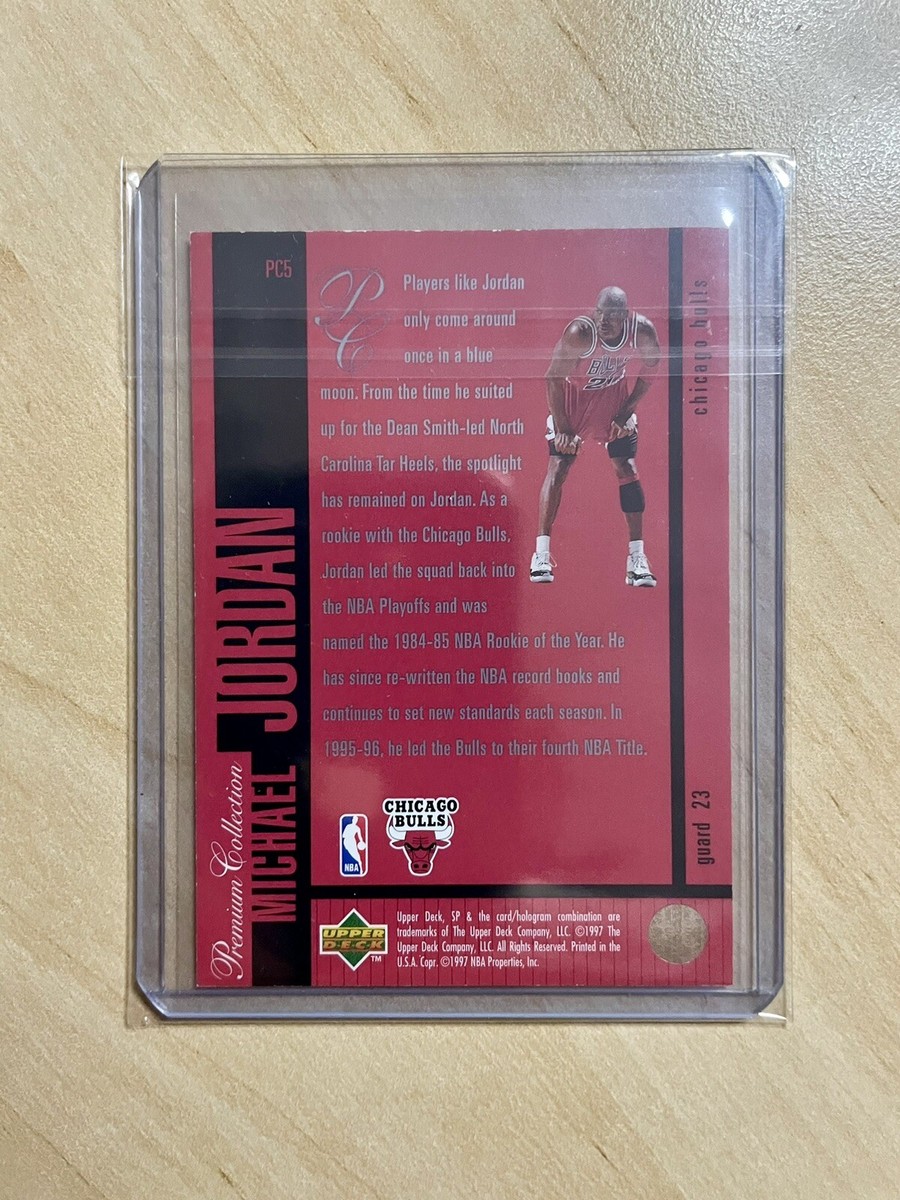 PC5
Premium Collection
MICHAEL JORDAN
PC
Players like Jordan
only come around
once in a blue
moon. From the time he suited
up for the Dean Smith-led North
Carolina Tar Heels, the spotlight
has remained on Jordan. As a
rookie with the Chicago Bulls,
Jordan led the squad back into
the NBA Playoffs and was
named the 1984-85 NBA Rookie of the Year. He
has since re-written the NBA record books and
continues to set new standards each season. In
1995-96, he led the Bulls to their fourth NBA Title.
BULLS
chicago bulls
guard 23
NBA
CHICAGO
BULLS
UPPER
DECK
TM
Upper Deck, SP & the card/hologram combination are
trademarks of The Upper Deck Company, LLC. ©1997 The
Upper Deck Company, LLC. All Rights Reserved. Printed in the
U.S.A. Copr. ©1997 NBA Properties, Inc.